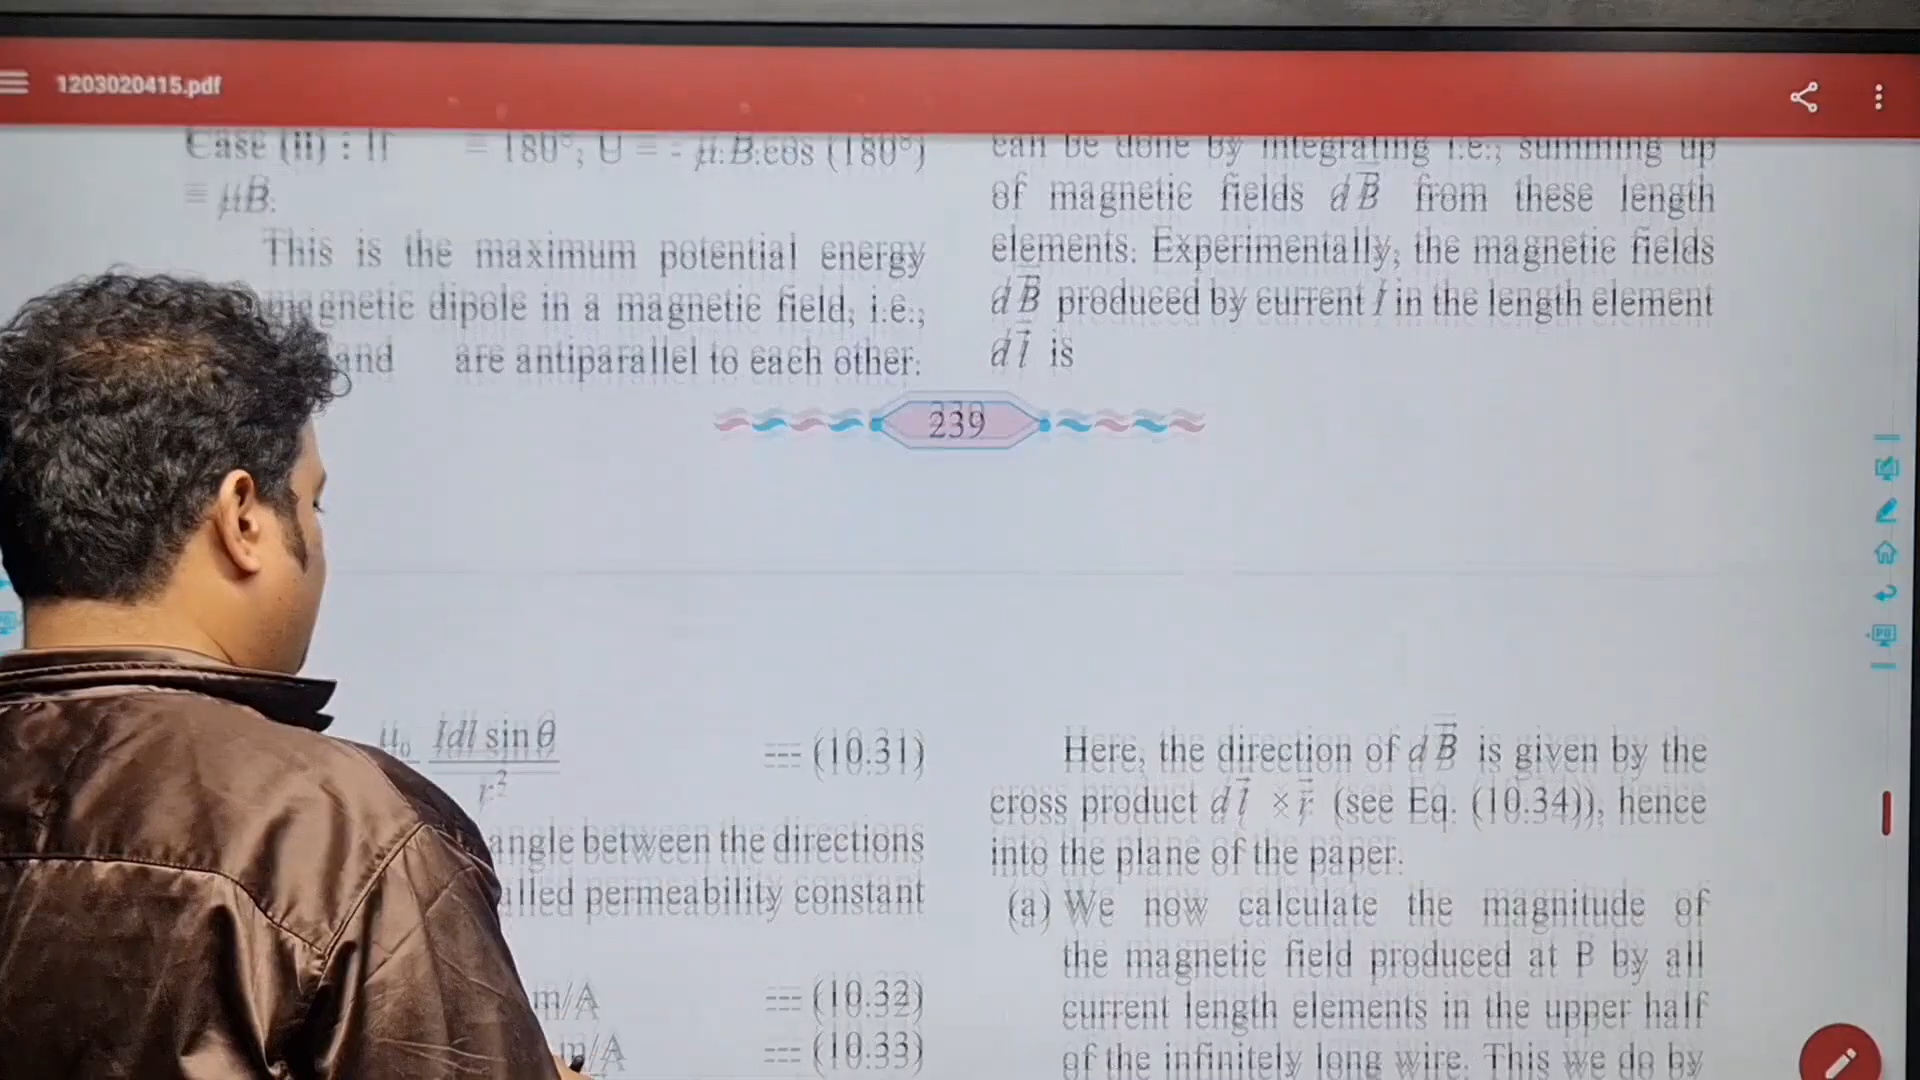 1203020415.pdf
Case (ii) : If = 180°, U = - μ.B.cos (180°)
= μB.
This is the maximum potential energy
magnetic dipole in a magnetic field, i.e.,
and are antiparallel to each other.
can be done by integrating i.e., summing up
of magnetic fields dB⃗ from these length
elements. Experimentally, the magnetic fields
dB⃗ produced by current I in the length element
dl⃗ is
239
μ₀ Idl sin θ
r²
--- (10.31)
angle between the directions
permeability constant
m/A --- (10.32)
m/A --- (10.33)
Here, the direction of dB⃗ is given by the
cross product dl⃗ × r⃗ (see Eq. (10.34)), hence
into the plane of the paper.
(a) We now calculate the magnitude of
the magnetic field produced at P by all
current length elements in the upper half
of the infinitely long wire. This we do by